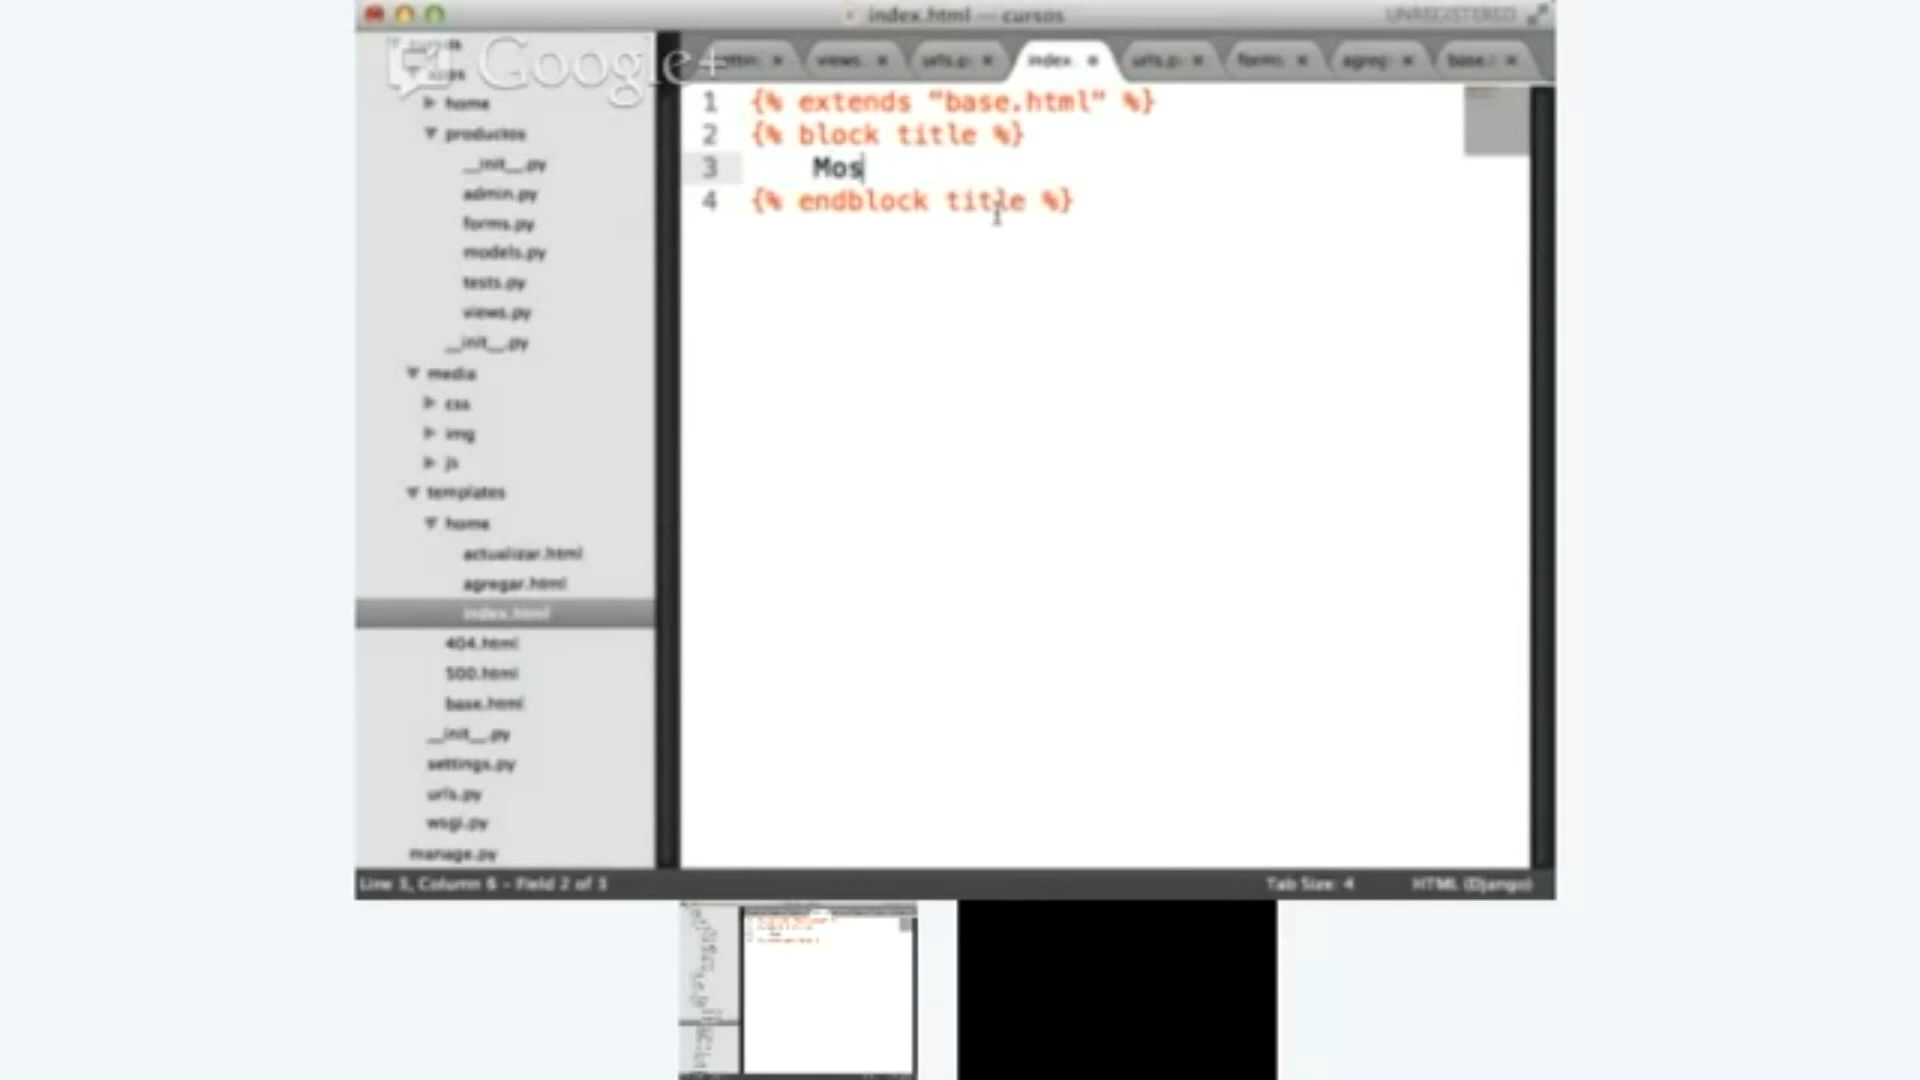 index.html — cursos
UNREGISTERED
Google+
home
productos
__init__.py
admin.py
forms.py
models.py
tests.py
views.py
__init__.py
media
css
img
js
templates
home
actualizar.html
agregar.html
index.html
404.html
500.html
base.html
__init__.py
settings.py
urls.py
wsgi.py
manage.py
views.
urls.p
index.
urls.p
forms.
agreg
base.
1 {% extends "base.html" %}
2 {% block title %}
3 Mos
4 {% endblock title %}
Line 3, Column 6 - Field 2 of 3
Tab Size: 4
HTML (Django)